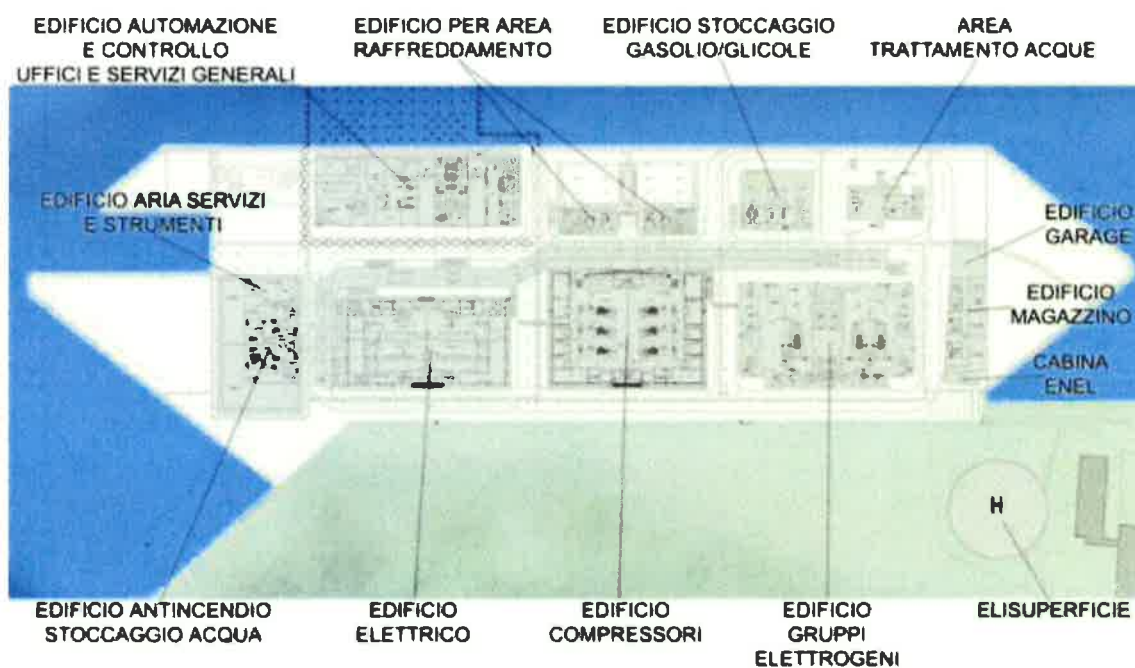 EDIFICIO AUTOMAZIONE
E CONTROLLO
UFFICI E SERVIZI GENERALI
EDIFICIO PER AREA
RAFFREDDAMENTO
EDIFICIO STOCCAGGIO
GASOLIO/GLICOLE
AREA
TRATTAMENTO ACQUE
EDIFICIO ARIA SERVIZI
E STRUMENTI
EDIFICIO
GARAGE
EDIFICIO
MAGAZZINO
CABINA
ENEL
H
EDIFICIO ANTINCENDIO
STOCCAGGIO ACQUA
EDIFICIO
ELETTRICO
EDIFICIO
COMPRESSORI
EDIFICIO
GRUPPI
ELETTROGENI
ELISUPERFICIE